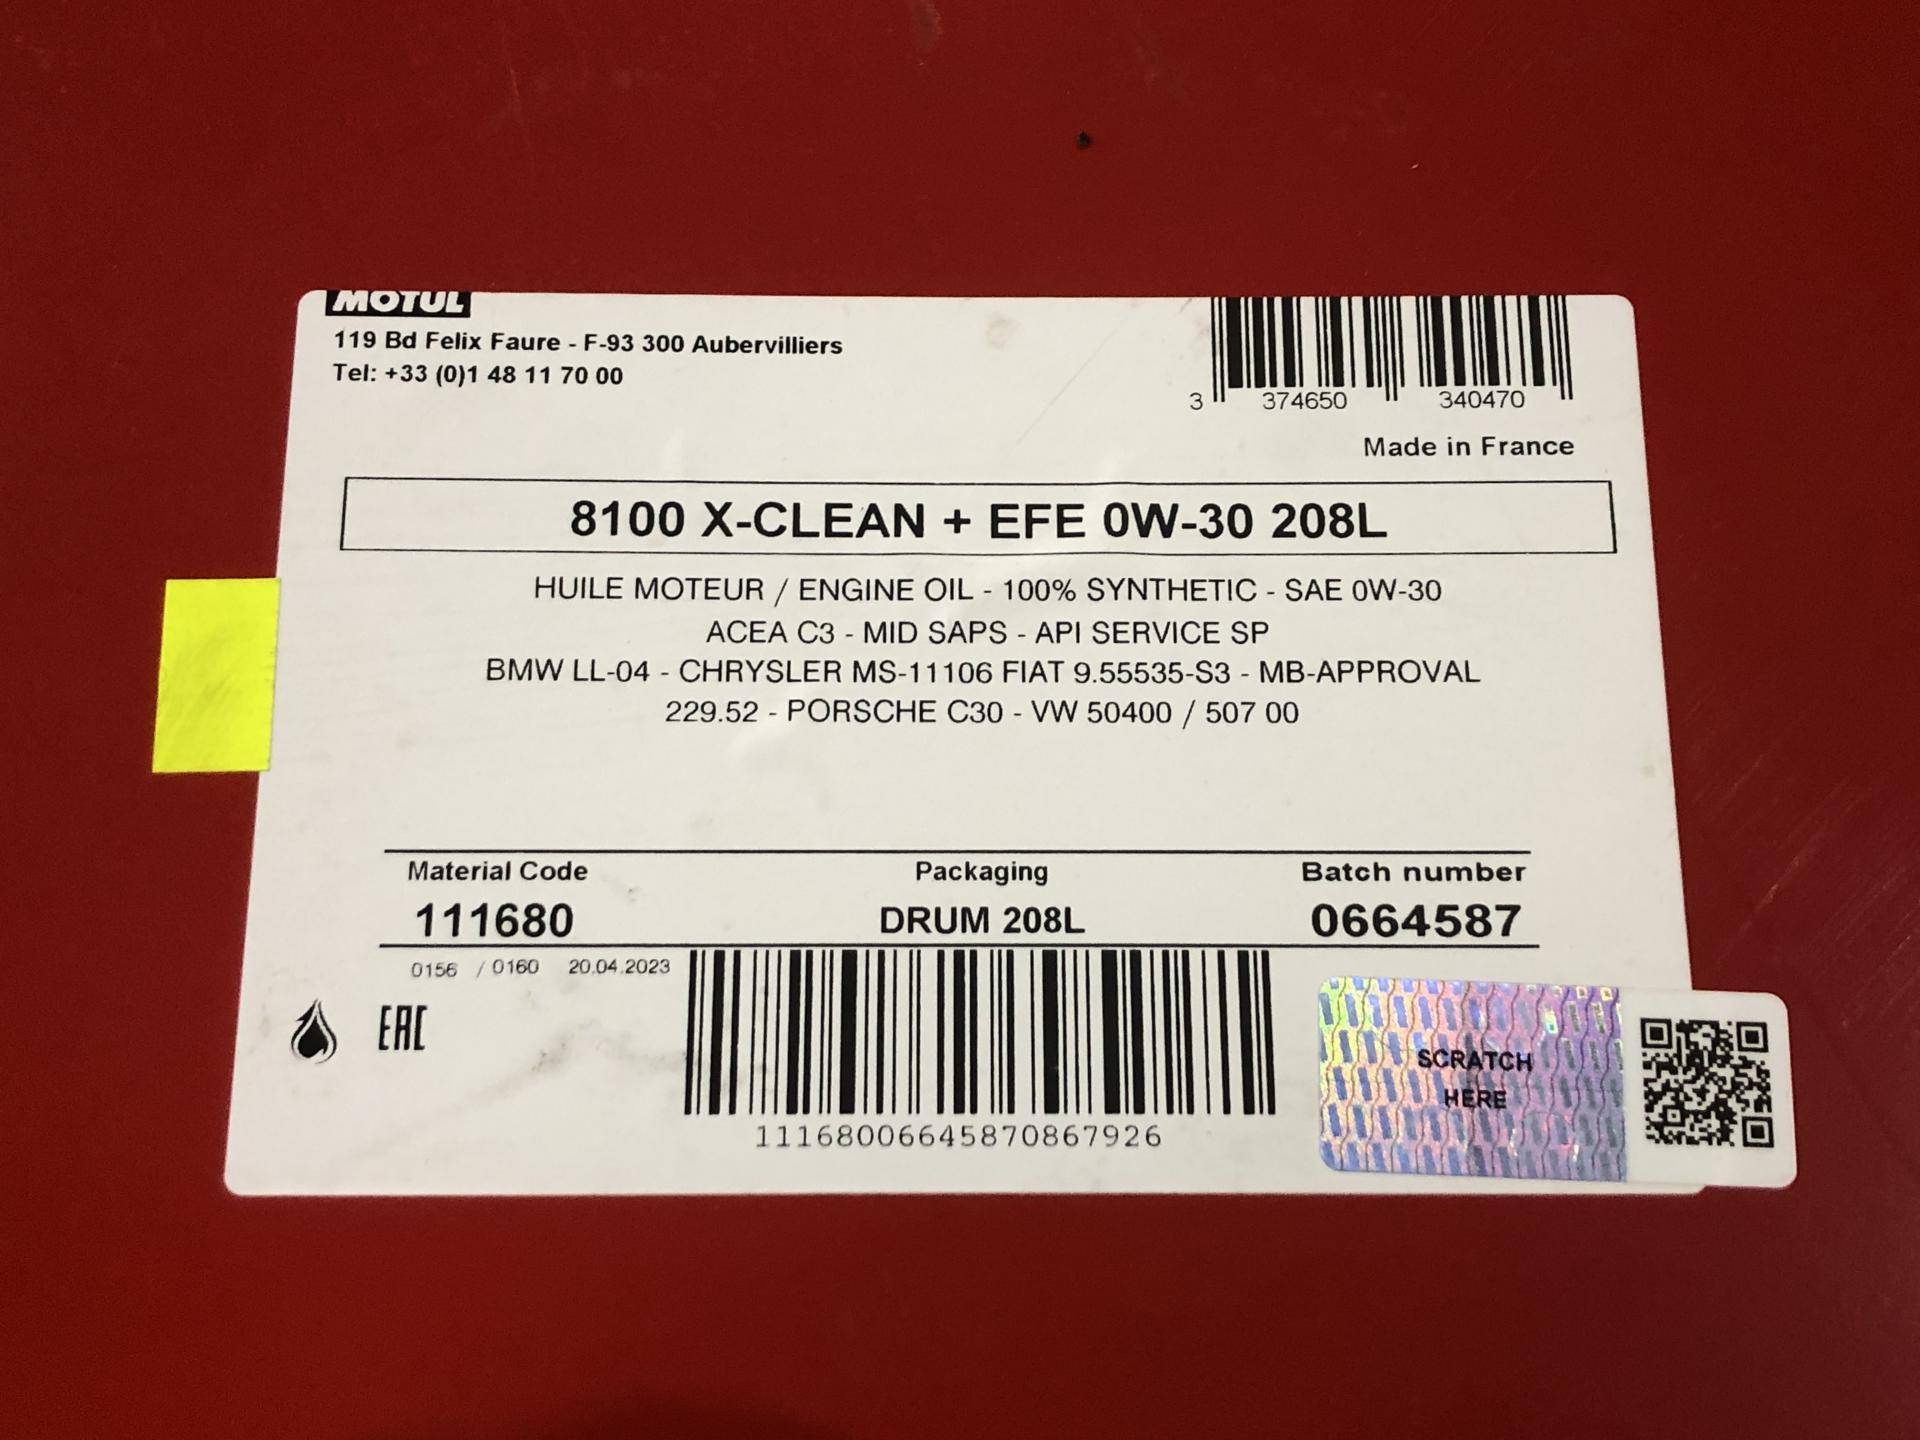 MOTUL
119 Bd Felix Faure - F-93 300 Aubervilliers
Tel: +33 (0)1 48 11 70 00
3 374650 340470
Made in France
8100 X-CLEAN + EFE 0W-30 208L
HUILE MOTEUR / ENGINE OIL - 100% SYNTHETIC - SAE 0W-30
ACEA C3 - MID SAPS - API SERVICE SP
BMW LL-04 - CHRYSLER MS-11106 FIAT 9.55535-S3 - MB-APPROVAL
229.52 - PORSCHE C30 - VW 50400 / 507 00
Material Code Packaging Batch number
111680 DRUM 208L 0664587
0156 / 0160 20.04.2023
EAC
11168006645870867926
SCRATCH
HERE